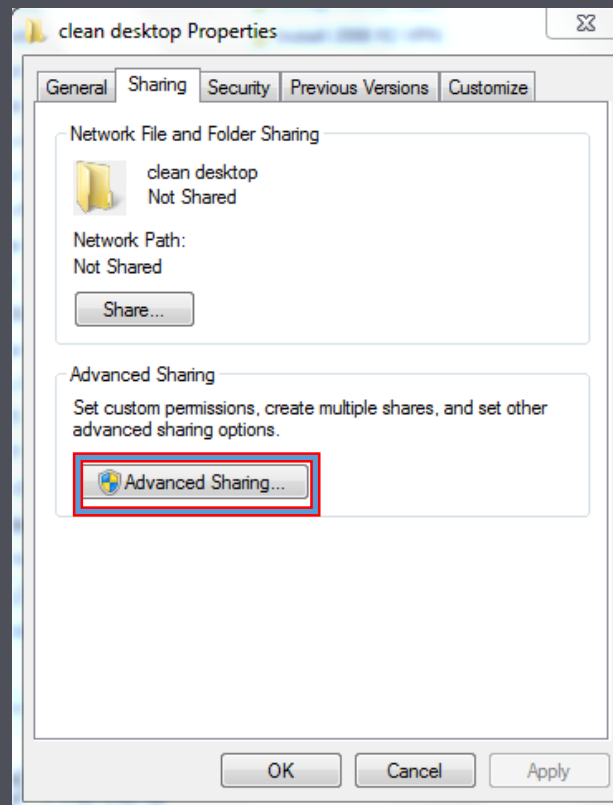 clean desktop Properties
General Sharing Security Previous Versions Customize
Network File and Folder Sharing
clean desktop
Not Shared
Network Path:
Not Shared
Share...
Advanced Sharing
Set custom permissions, create multiple shares, and set other
advanced sharing options.
Advanced Sharing...
OK Cancel Apply